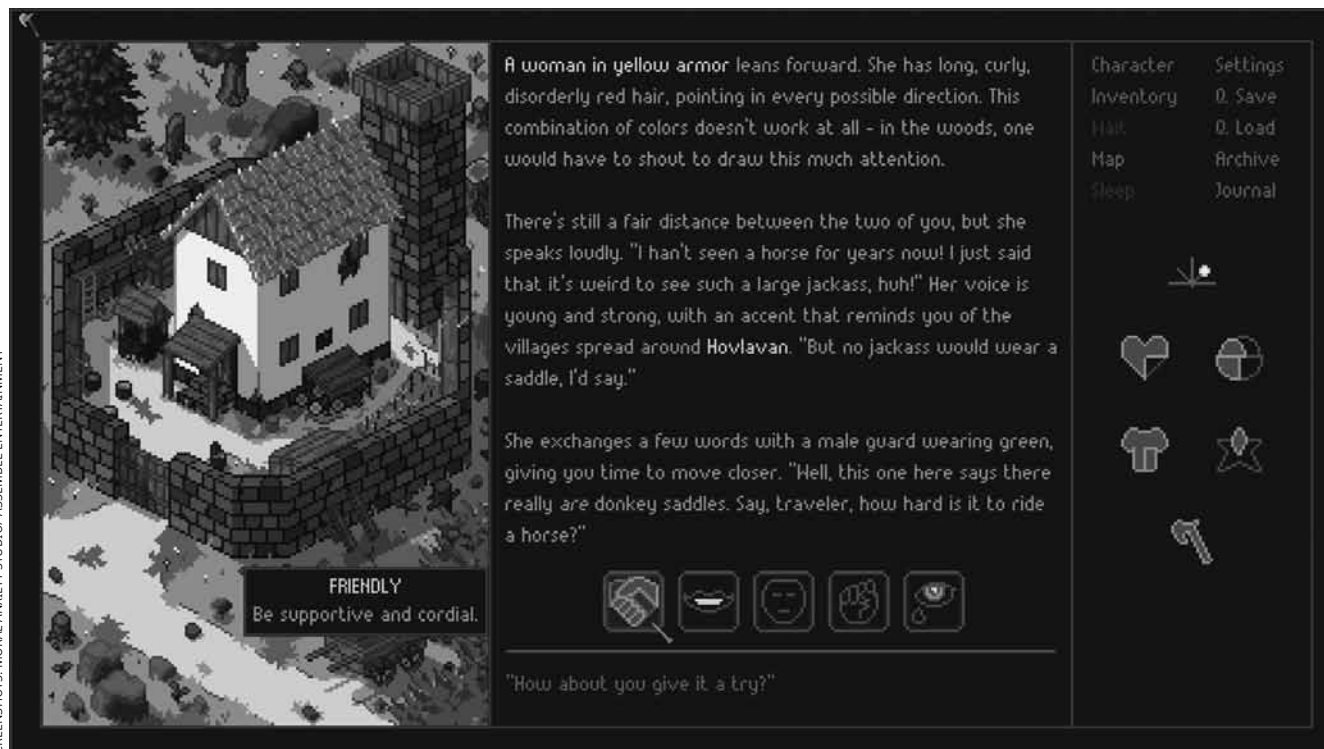 A woman in yellow armor leans forward. She has long, curly,
disorderly red hair, pointing in every possible direction. This
combination of colors doesn't work at all - in the woods, one
would have to shout to draw this much attention.
There's still a fair distance between the two of you, but she
speaks loudly. "I han't seen a horse for years now! I just said
that it's weird to see such a large jackass, huh!" Her voice is
young and strong, with an accent that reminds you of the
villages spread around Hovlavan. "But no jackass would wear a
saddle, I'd say."
She exchanges a few words with a male guard wearing green,
giving you time to move closer. "Well, this one here says there
really are donkey saddles. Say, traveler, how hard is it to ride
a horse?"
FRIENDLY
Be supportive and cordial.
"How about you give it a try?"
Character
Settings
Inventory
Q. Save
Wait
Q. Load
Map
Archive
Sleep
Journal